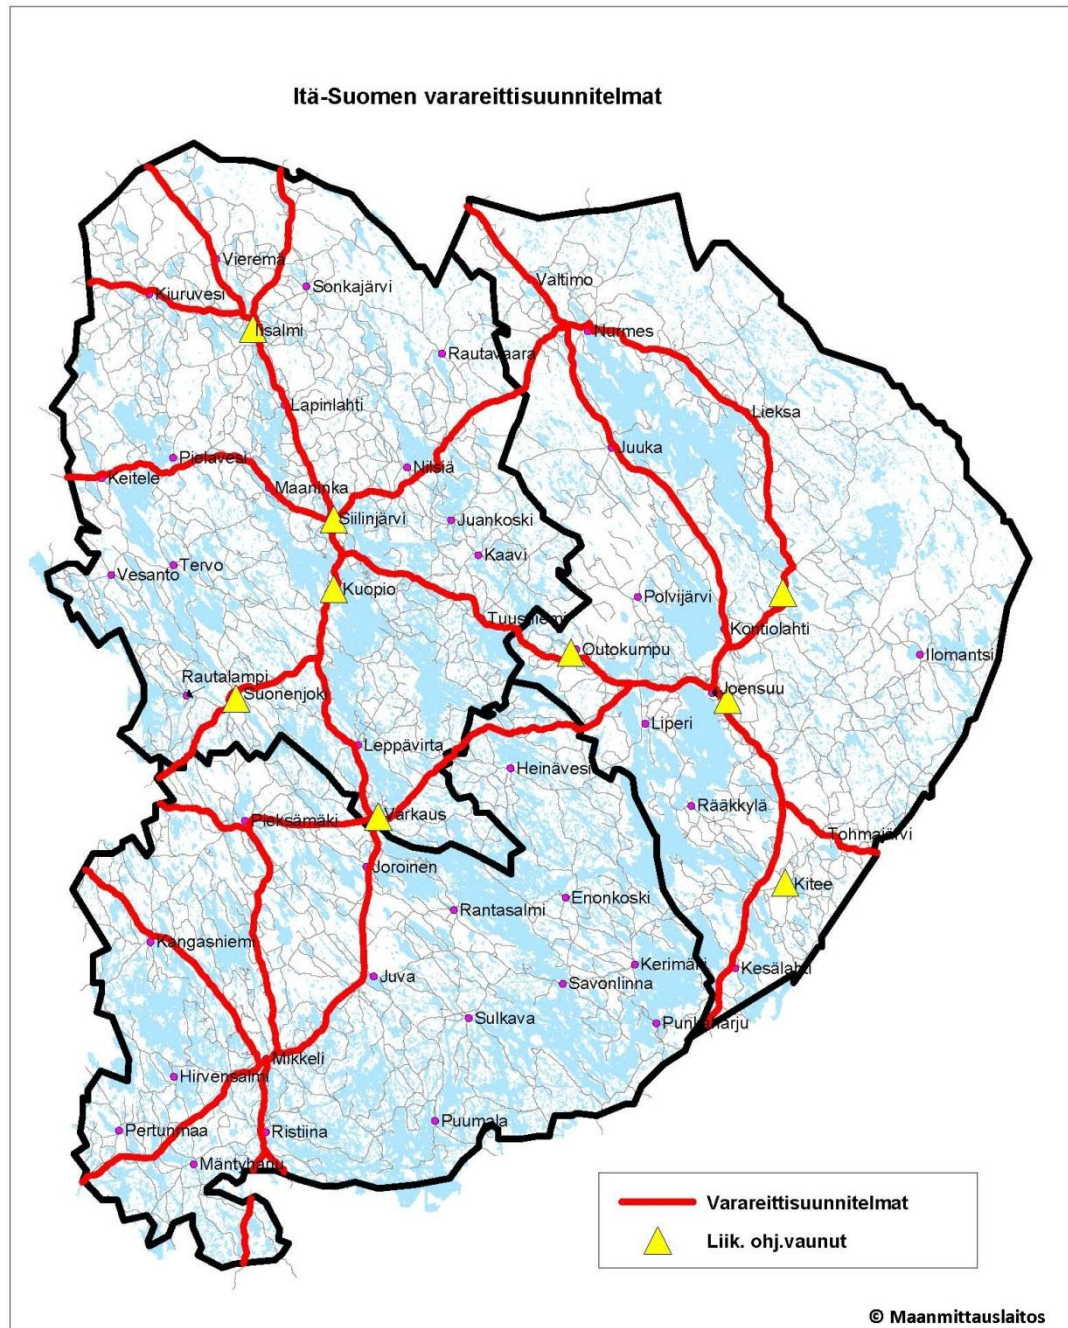 Itä-Suomen varareittisuunnitelmat
Vieremä
Sonkajärvi
Kiuruvesi
Valtimo
Iisalmi
Nurmes
Rautavaara
Lapinlahti
Lieksa
Juuka
Pielavesi
Keitele
Nilsiä
Maaninka
Siilinjärvi
Juankoski
Kaavi
Tervo
Vesanto
Kuopio
Polvijärvi
Tuusniemi
Kontiolahti
Outokumpu
Ilomantsi
Rautalampi
Suonenjoki
Joensuu
Liperi
Leppävirta
Heinävesi
Rääkkylä
Varkaus
Pieksämäki
Tohmajärvi
Joroinen
Kitee
Enonkoski
Rantasalmi
Kangasniemi
Kerimäki
Kesälahti
Juva
Savonlinna
Sulkava
Punkaharju
Mikkeli
Hirvensalmi
Puumala
Pertunmaa
Ristiina
Mäntyharju
Varareittisuunnitelmat
Liik. ohj.vaunut
© Maanmittauslaitos